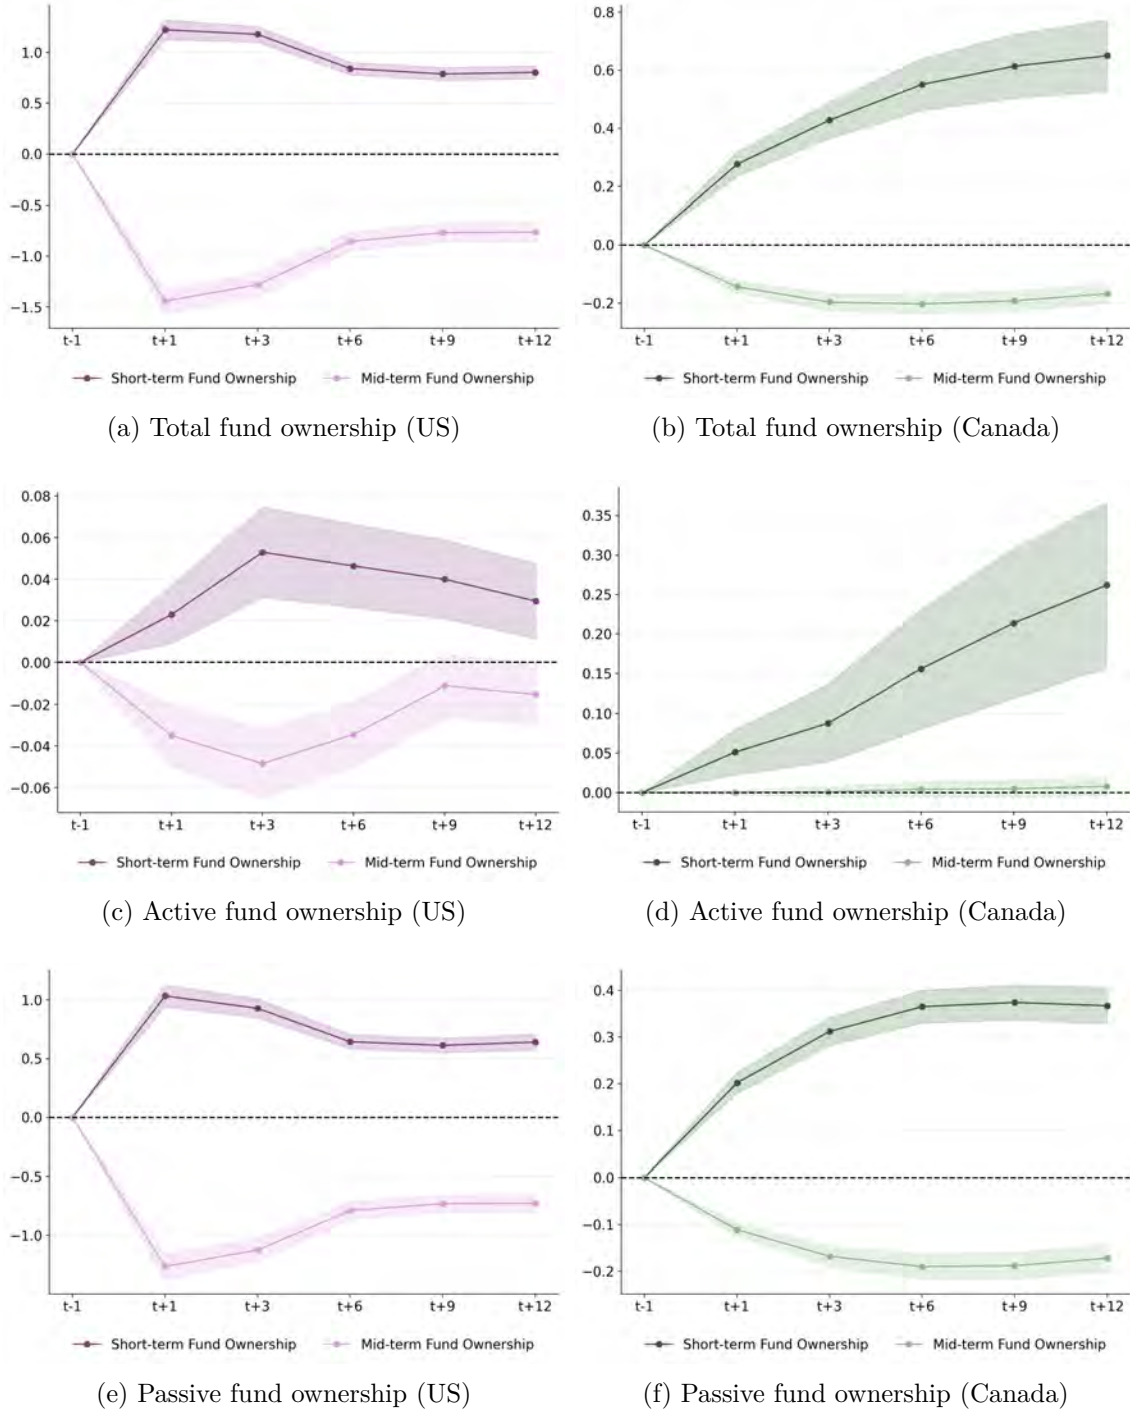 1.0
0.5
0.0
−0.5
−1.0
−1.5
t-1 t+1 t+3 t+6 t+9 t+12
Short-term Fund Ownership Mid-term Fund Ownership
(a) Total fund ownership (US)
0.8
0.6
0.4
0.2
0.0
−0.2
t-1 t+1 t+3 t+6 t+9 t+12
Short-term Fund Ownership Mid-term Fund Ownership
(b) Total fund ownership (Canada)
0.08
0.06
0.04
0.02
0.00
−0.02
−0.04
−0.06
t-1 t+1 t+3 t+6 t+9 t+12
Short-term Fund Ownership Mid-term Fund Ownership
(c) Active fund ownership (US)
0.35
0.30
0.25
0.20
0.15
0.10
0.05
0.00
t-1 t+1 t+3 t+6 t+9 t+12
Short-term Fund Ownership Mid-term Fund Ownership
(d) Active fund ownership (Canada)
1.0
0.5
0.0
−0.5
−1.0
t-1 t+1 t+3 t+6 t+9 t+12
Short-term Fund Ownership Mid-term Fund Ownership
(e) Passive fund ownership (US)
0.4
0.3
0.2
0.1
0.0
−0.1
−0.2
t-1 t+1 t+3 t+6 t+9 t+12
Short-term Fund Ownership Mid-term Fund Ownership
(f) Passive fund ownership (Canada)